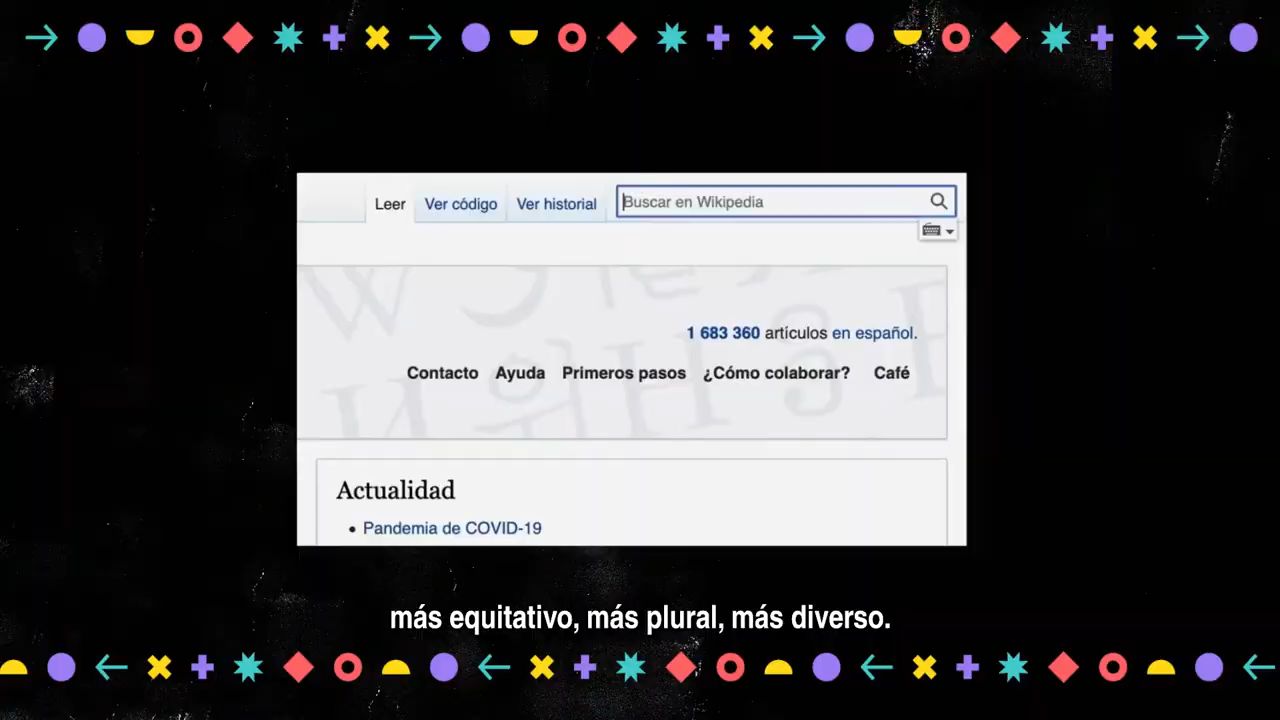 Leer Ver código Ver historial Buscar en Wikipedia
1 683 360 artículos en español.
Contacto Ayuda Primeros pasos ¿Cómo colaborar? Café
Actualidad
• Pandemia de COVID-19
más equitativo, más plural, más diverso.